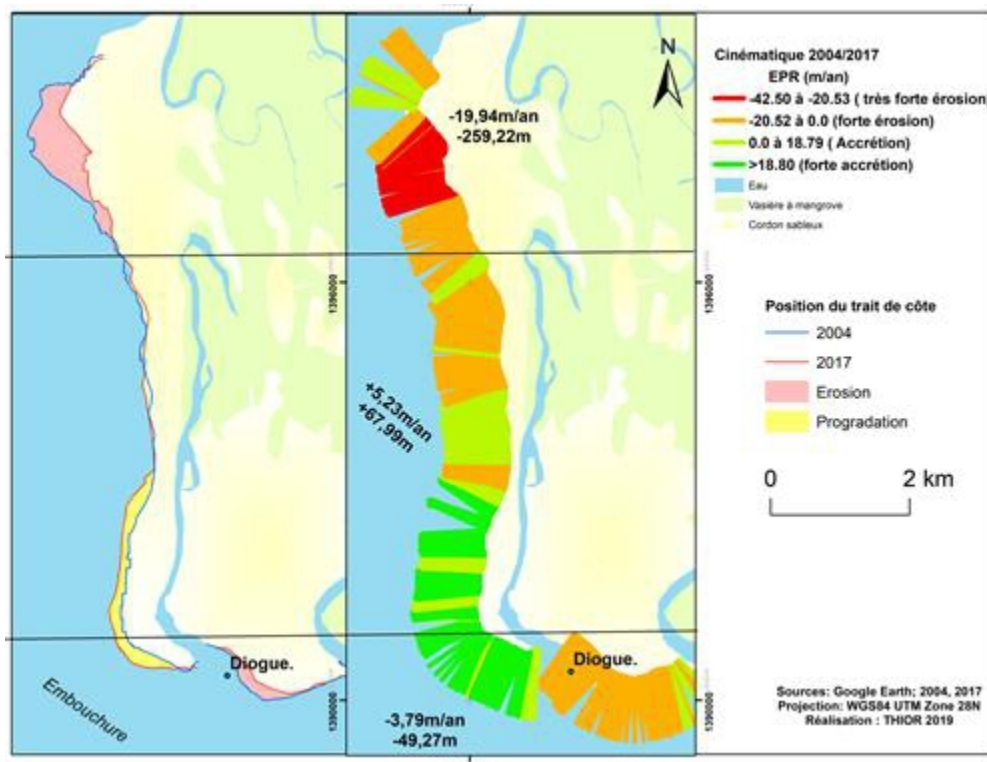 -19,94m/an
-259,22m
+5,23m/an
+67,99m
1396000
Diogue.
Embouchure
Diogue.
1390000
-3,79m/an
-49,27m
N
1396000
1390000
Cinématique 2004/2017
EPR (m/an)
-42.50 à -20.53 ( très forte érosion)
-20.52 à 0.0 (forte érosion)
0.0 à 18.79 ( Accrétion)
>18.80 (forte accrétion)
Eau
Vasière à mangrove
Cordon sableux
Position du trait de côte
2004
2017
Erosion
Progradation
0 2 km
Sources: Google Earth; 2004, 2017
Projection: WGS84 UTM Zone 28N
Réalisation : THIOR 2019